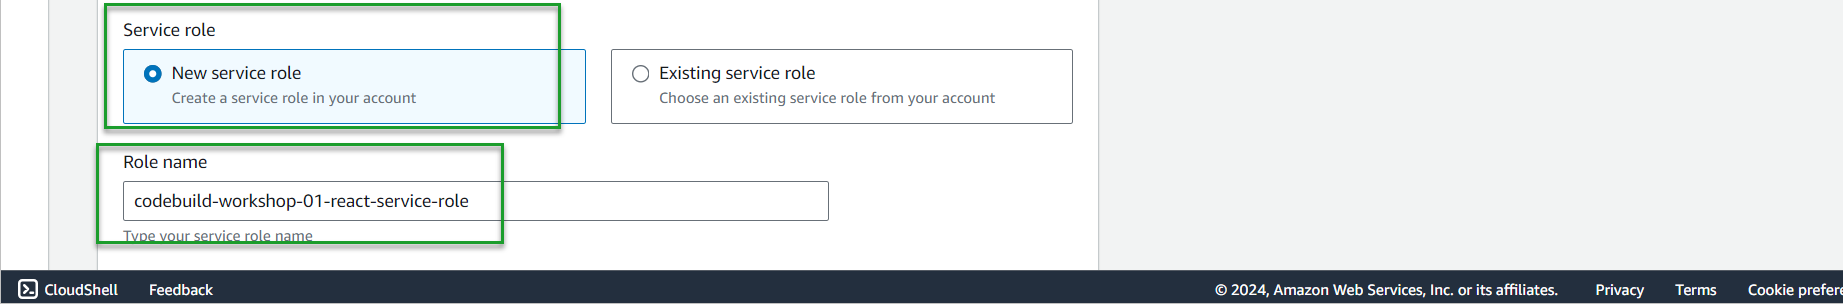 Service role
New service role
Create a service role in your account
Existing service role
Choose an existing service role from your account
Role name
codebuild-workshop-01-react-service-role
Type your service role name
CloudShell Feedback © 2024, Amazon Web Services, Inc. or its affiliates. Privacy Terms Cookie prefere